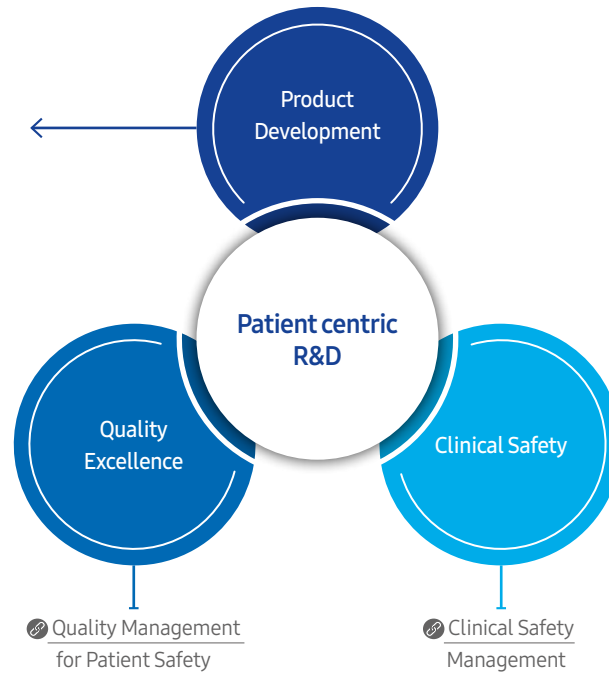 Product
Development
Patient centric
R&D
Quality
Excellence
Clinical Safety
Quality Management
for Patient Safety
Clinical Safety
Management